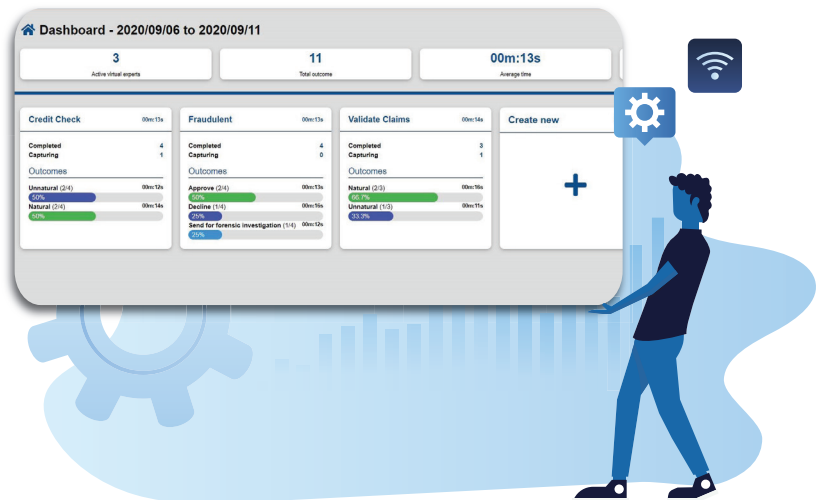 Dashboard - 2020/09/06 to 2020/09/11
3
Active virtual experts
11
Total outcome
00m:13s
Average time
Credit Check 00m:13s
Completed 4
Capturing 1
Outcomes
Unnatural (2/4) 00m:12s
50%
Natural (2/4) 00m:14s
50%
Fraudulent 00m:13s
Completed 4
Capturing 0
Outcomes
Approve (2/4) 00m:13s
50%
Decline (1/4) 00m:16s
25%
Send for forensic investigation (1/4) 00m:12s
25%
Validate Claims 00m:14s
Completed 3
Capturing 1
Outcomes
Natural (2/3) 00m:16s
66.7%
Unnatural (1/3) 00m:11s
33.3%
Create new